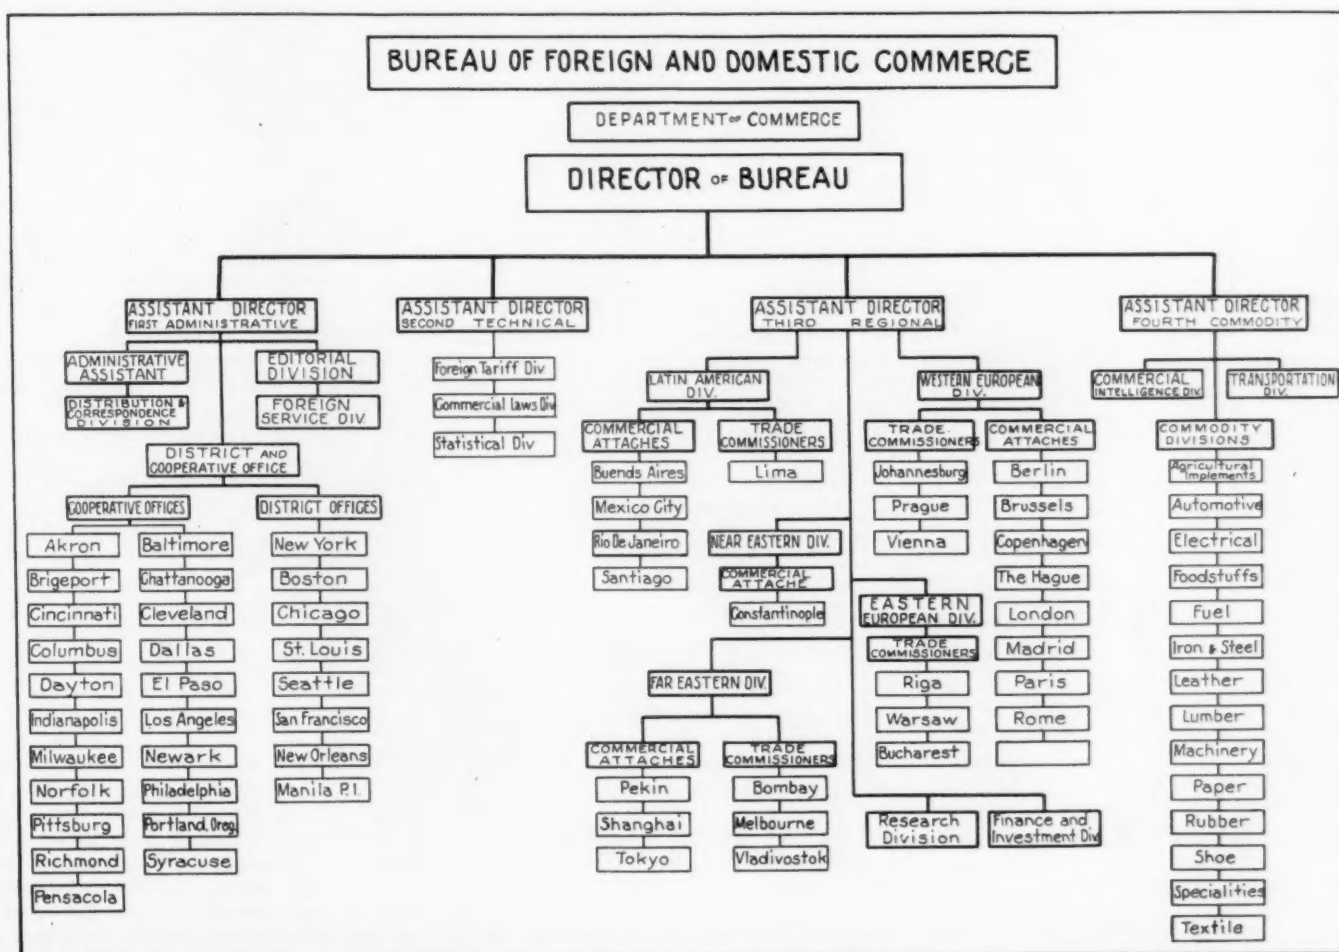 BUREAU OF FOREIGN AND DOMESTIC COMMERCE
DEPARTMENT OF COMMERCE
DIRECTOR OF BUREAU
ASSISTANT DIRECTOR
FIRST ADMINISTRATIVE
ADMINISTRATIVE
ASSISTANT
DISTRIBUTION &
CORRESPONDENCE
DIVISION
EDITORIAL
DIVISION
FOREIGN
SERVICE DIV.
DISTRICT AND
COOPERATIVE OFFICE
COOPERATIVE OFFICES
Akron
Brigeport
Cincinnati
Columbus
Dayton
Indianapolis
Milwaukee
Norfolk
Pittsburg
Richmond
Pensacola
Baltimore
Chattanooga
Cleveland
Dallas
El Paso
Los Angeles
Newark
Philadelphia
Portland, Oreg.
Syracuse
DISTRICT OFFICES
New York
Boston
Chicago
St. Louis
Seattle
San Francisco
New Orleans
Manila P.I.
ASSISTANT DIRECTOR
SECOND TECHNICAL
Foreign Tariff Div
Commercial Laws Div
Statistical Div
ASSISTANT DIRECTOR
THIRD REGIONAL
LATIN AMERICAN
DIV.
COMMERCIAL
ATTACHES
Buends Aires
Mexico City
Rio De Janeiro
Santiago
TRADE
COMMISSIONERS
Lima
NEAR EASTERN DIV.
COMMERCIAL
ATTACHE
Constantinople
FAR EASTERN DIV.
COMMERCIAL
ATTACHES
Pekin
Shanghai
Tokyo
TRADE
COMMISSIONERS
Bombay
Melbourne
Vladivostok
WESTERN EUROPEAN
DIV.
TRADE
COMMISSIONERS
Johannesburg
Prague
Vienna
COMMERCIAL
ATTACHES
Berlin
Brussels
Copenhagen
The Hague
London
Madrid
Paris
Rome
EASTERN
EUROPEAN DIV.
TRADE
COMMISSIONERS
Riga
Warsaw
Bucharest
Research
Division
Finance and
Investment Div
ASSISTANT DIRECTOR
FOURTH COMMODITY
COMMERCIAL
INTELLIGENCE DIV.
TRANSPORTATION
DIV.
COMMODITY
DIVISIONS
Agricultural
Implements
Automotive
Electrical
Foodstuffs
Fuel
Iron & Steel
Leather
Lumber
Machinery
Paper
Rubber
Shoe
Specialities
Textile